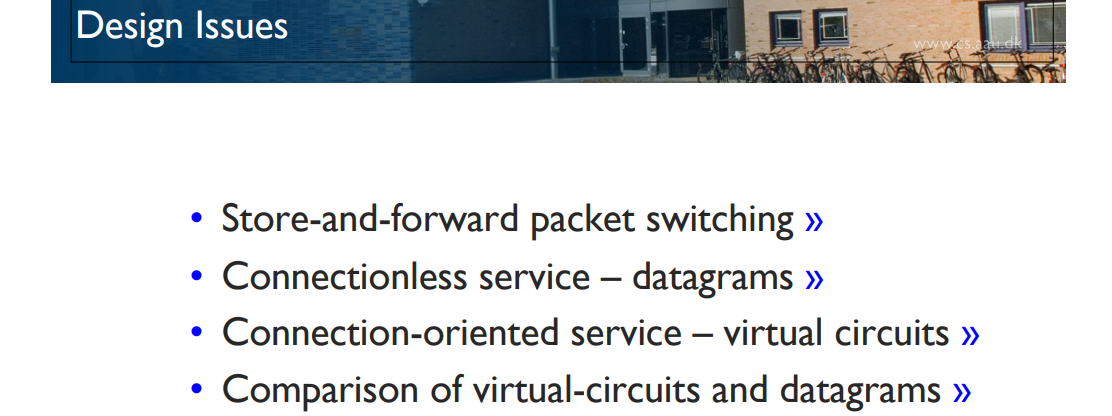 Design Issues
www.cs.aau.dk
• Store-and-forward packet switching »
• Connectionless service – datagrams »
• Connection-oriented service – virtual circuits »
• Comparison of virtual-circuits and datagrams »